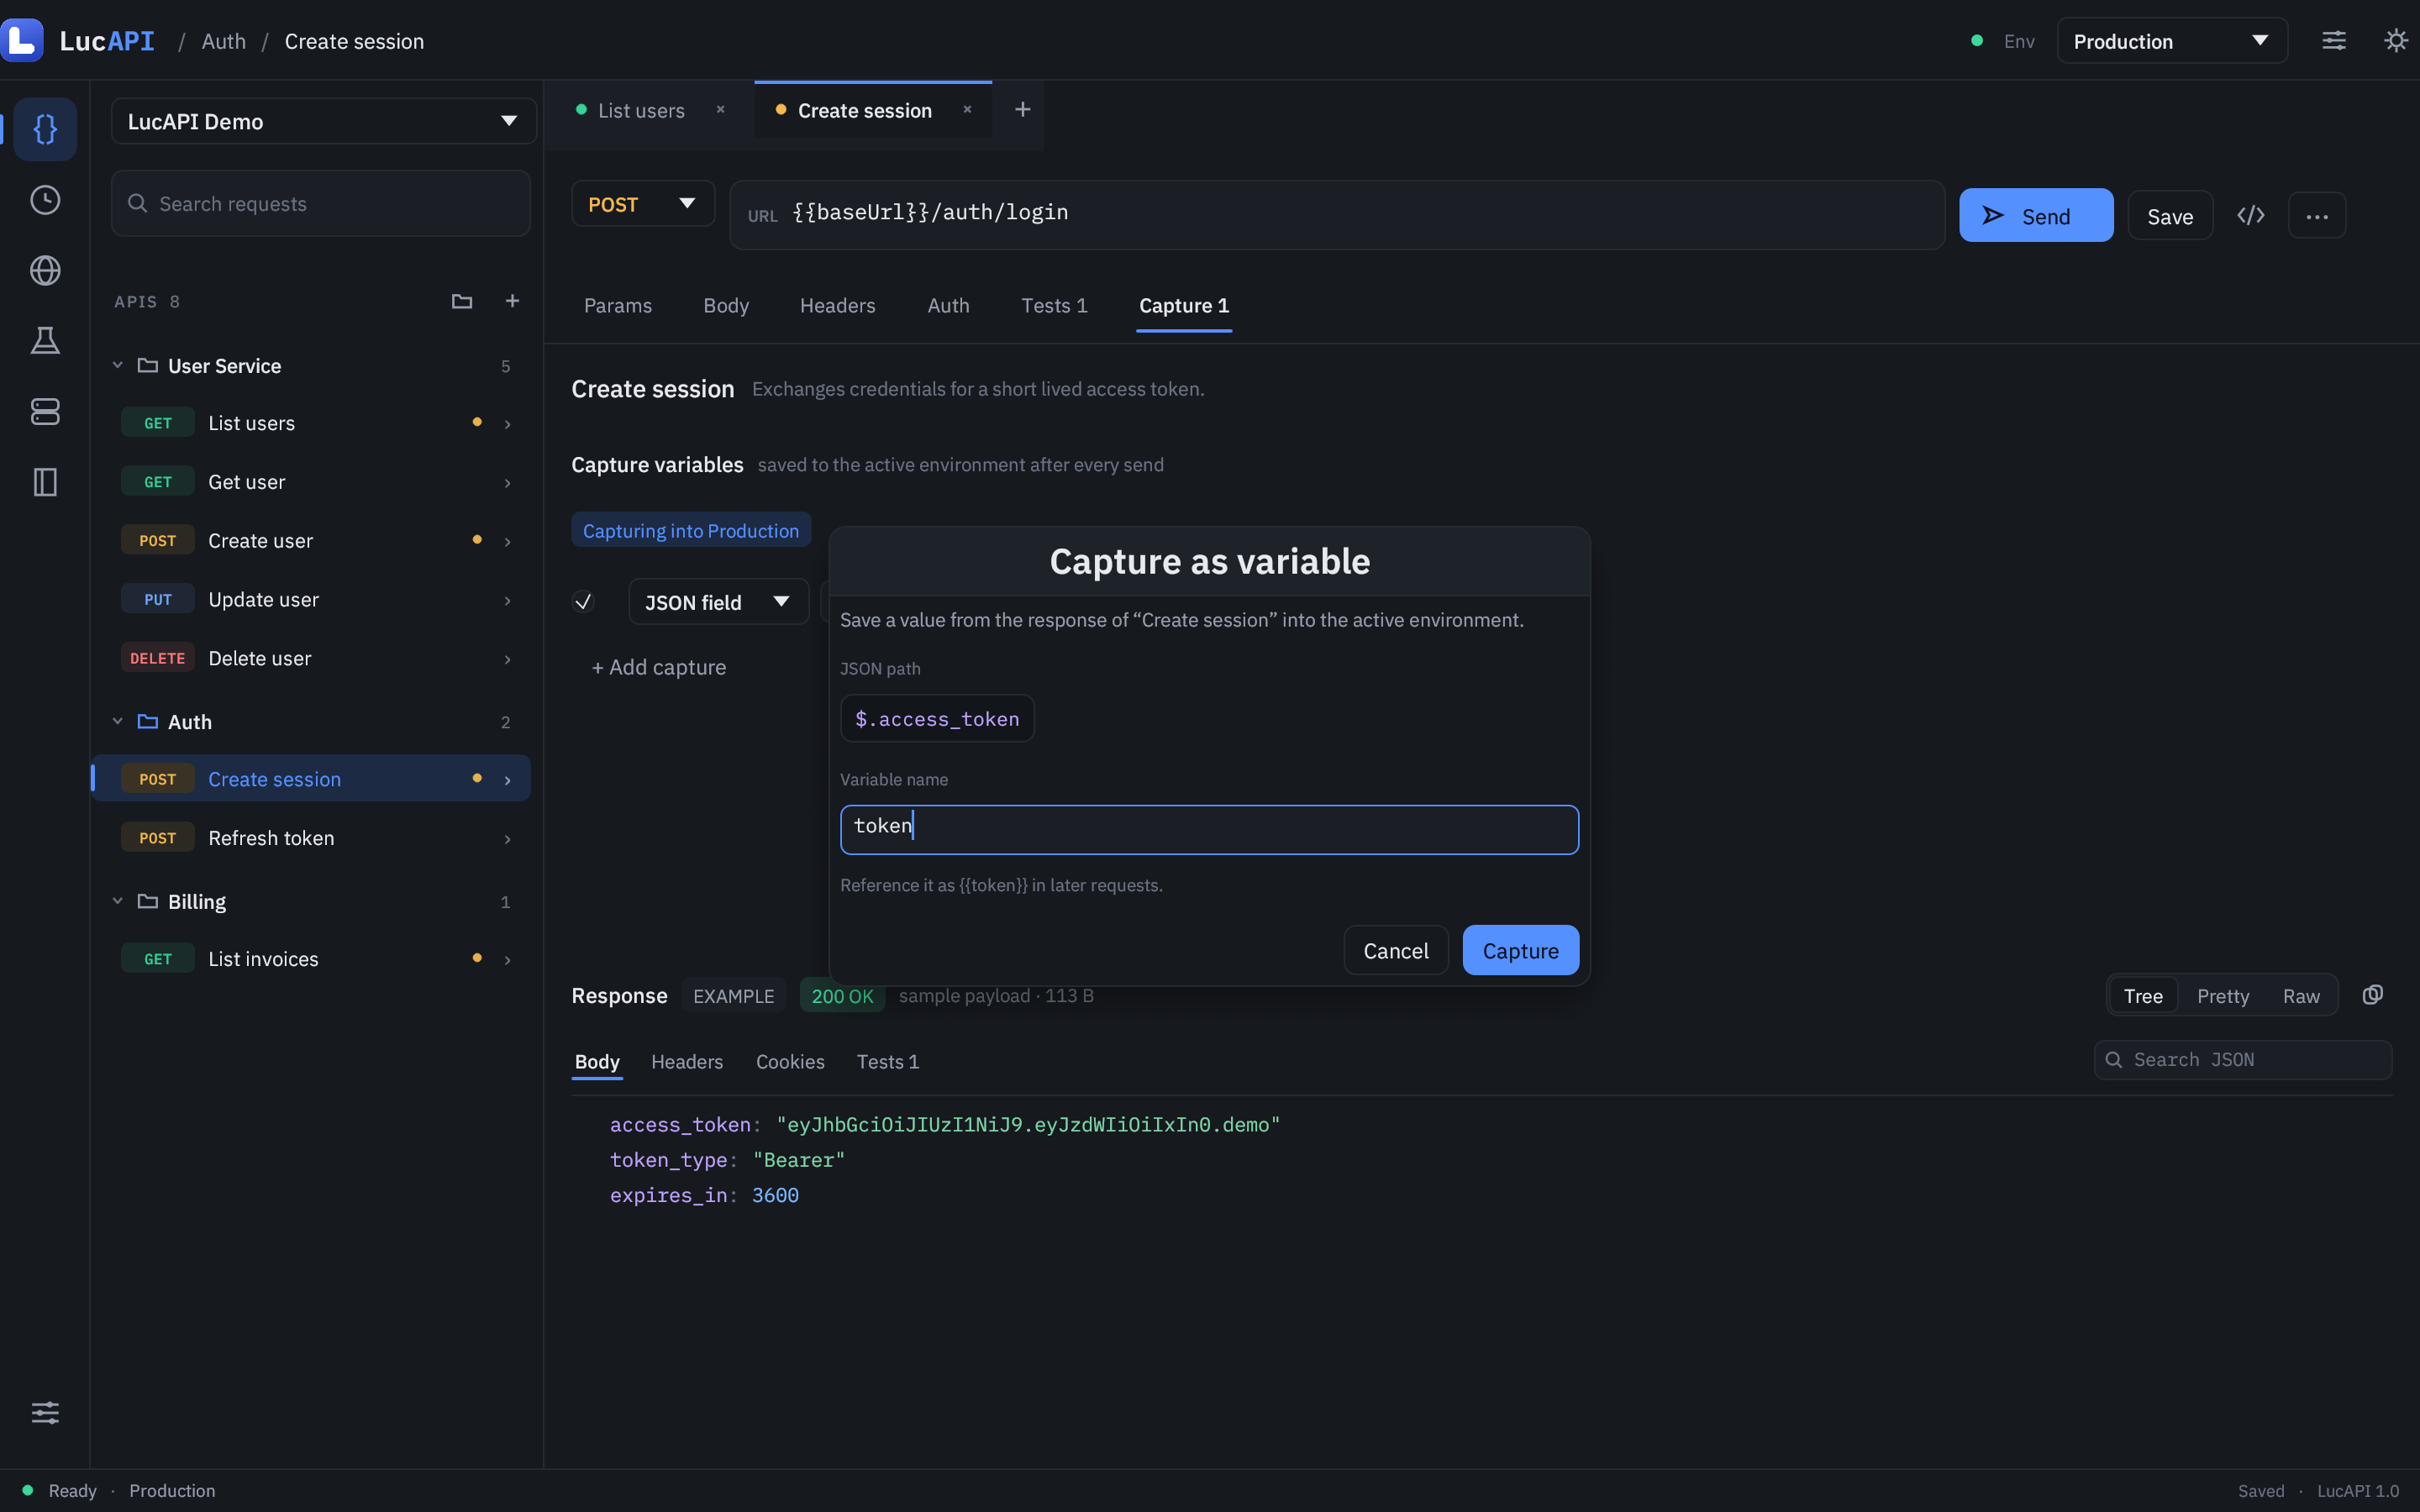 LucAPI / Auth / Create session
Env Production
LucAPI Demo
Search requests
APIS 8
User Service 5
GET List users
GET Get user
POST Create user
PUT Update user
DELETE Delete user
Auth 2
POST Create session
POST Refresh token
Billing 1
GET List invoices
List users × Create session × +
POST URL {{baseUrl}}/auth/login Send Save </> ...
Params Body Headers Auth Tests 1 Capture 1
Create session Exchanges credentials for a short lived access token.
Capture variables saved to the active environment after every send
Capturing into Production
JSON field
+ Add capture
Capture as variable
Save a value from the response of “Create session” into the active environment.
JSON path
$.access_token
Variable name
token
Reference it as {{token}} in later requests.
Cancel Capture
Response EXAMPLE 200 OK sample payload · 113 B Tree Pretty Raw
Body Headers Cookies Tests 1 Search JSON
access_token: "eyJhbGciOiJIUzI1NiJ9.eyJzdWIiOiIxIn0.demo"
token_type: "Bearer"
expires_in: 3600
Ready · Production Saved · LucAPI 1.0